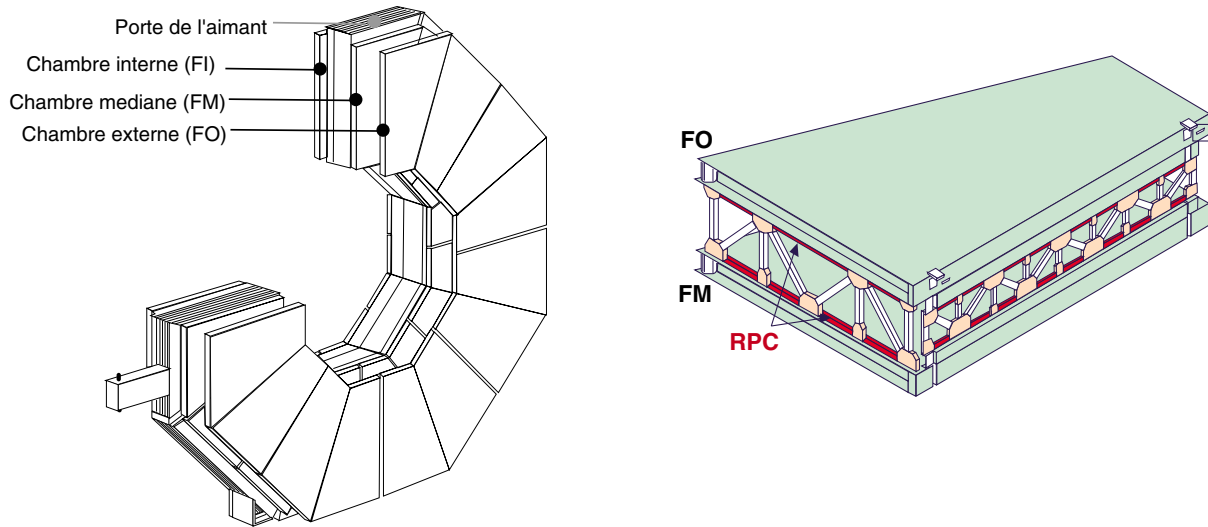 Porte de l'aimant
Chambre interne (FI)
Chambre mediane (FM)
Chambre externe (FO)
FO
FM
RPC